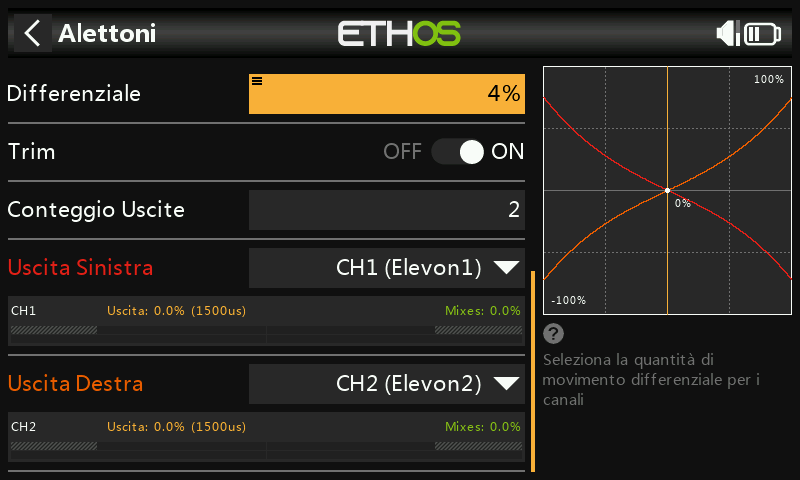 Alettoni
ETHOS
Differenziale
4%
Trim
OFF
ON
Conteggio Uscite
2
Uscita Sinistra
CH1 (Elevon1)
CH1
Uscita: 0.0% (1500us)
Mixes: 0.0%
Uscita Destra
CH2 (Elevon2)
CH2
Uscita: 0.0% (1500us)
Mixes: 0.0%
100%
0%
-100%
?
Seleziona la quantità di
movimento differenziale per i
canali